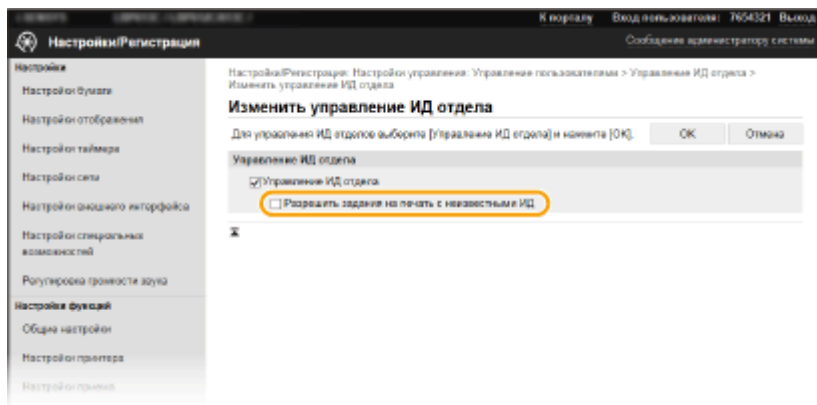 К порталу Вход пользователя: 7654321 Выход
Настройки/Регистрация
Сообщение администратору системы
Настройки
Настройки бумаги
Настройки отображения
Настройки таймера
Настройки сети
Настройки внешнего интерфейса
Настройки специальных
возможностей
Регулировка громкости звука
Настройки функций
Общие настройки
Настройки принтера
Настройки приема
Настройка/Регистрация: Настройки управления: Управление пользователями > Управление ИД отдела >
Изменить управление ИД отдела
Изменить управление ИД отдела
Для управления ИД отделов выберите [Управление ИД отдела] и нажмите [OK].
OK
Отмена
Управление ИД отдела
Управление ИД отдела
Разрешить задания на печать с неизвестными ИД